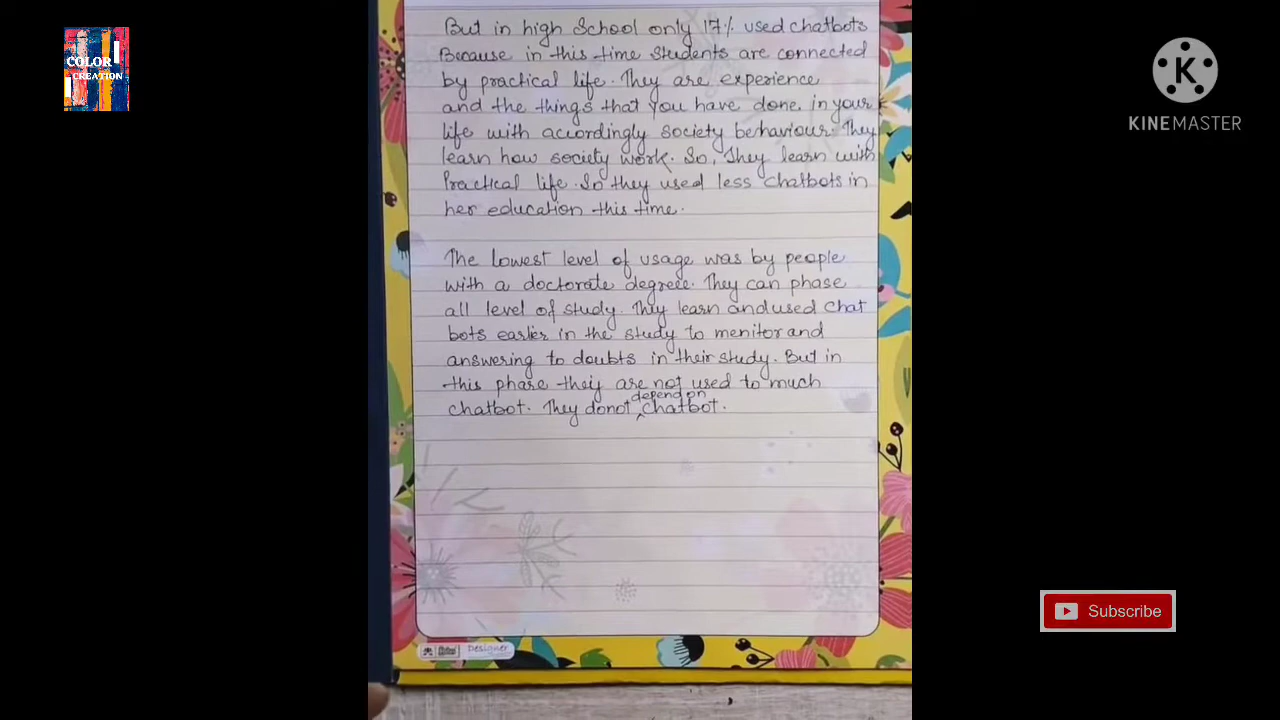 COLOR
CREATION
KINEMASTER
But in high School only 17% used chatbots
Because in this time students are connected
by practical life. They are experience
and the things that you have done in your
life with accordingly society behaviour. They
learn how society work. So, They learn with
Practical life. So they used less chatbots in
her education this time.
The lowest level of usage was by people
with a doctorate degree. They can phase
all level of study. They learn and used chat
bots easrier in the study to menitor and
answering to doubts in their study. But in
this phase they are not used to much
chatbot. They donot depend on chatbot.
Subscribe
Designer